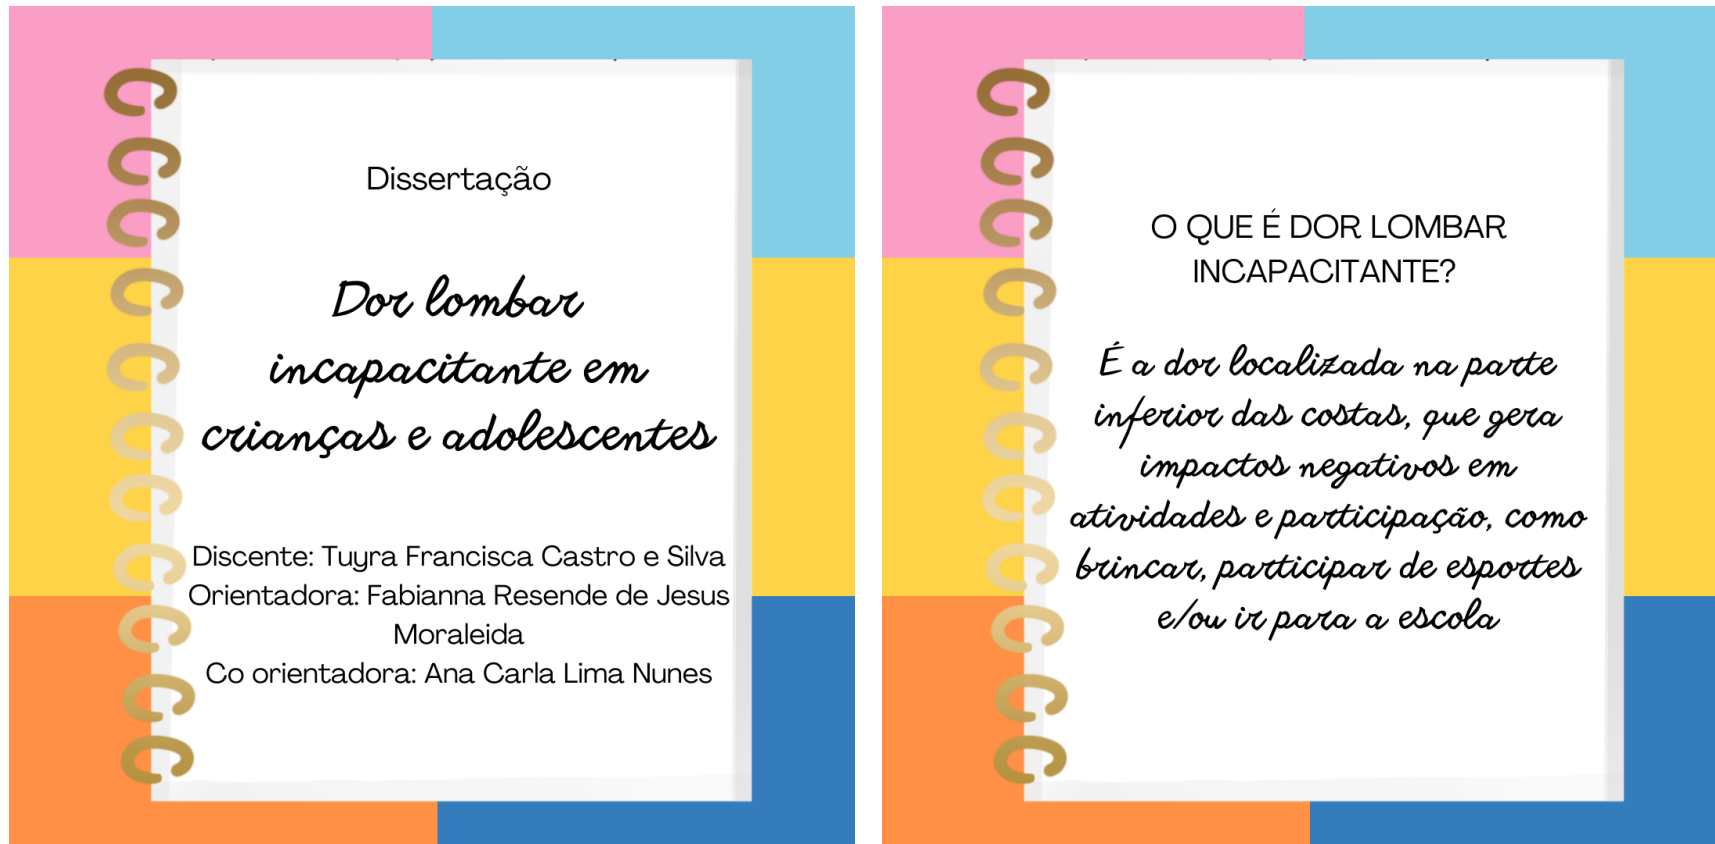 Dissertação
Dor lombar
incapacitante em
crianças e adolescentes
Discente: Tuyra Francisca Castro e Silva
Orientadora: Fabianna Resende de Jesus
Moraleida
Co orientadora: Ana Carla Lima Nunes
O QUE É DOR LOMBAR
INCAPACITANTE?
É a dor localizada na parte
inferior das costas, que gera
impactos negativos em
atividades e participação, como
brincar, participar de esportes
e/ou ir para a escola